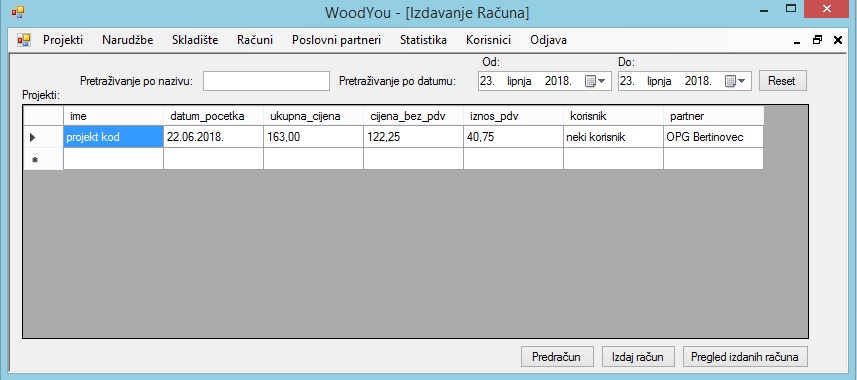 WoodYou - [Izdavanje Računa]
Projekti Narudžbe Skladište Računi Poslovni partneri Statistika Korisnici Odjava
Od: Do:
Pretraživanje po nazivu: Pretraživanje po datumu: 23. lipnja 2018. 23. lipnja 2018. Reset
Projekti:
ime datum_pocetka ukupna_cijena cijena_bez_pdv iznos_pdv korisnik partner
projekt kod 22.06.2018. 163,00 122,25 40,75 neki korisnik OPG Bertinovec
Predračun Izdaj račun Pregled izdanih računa